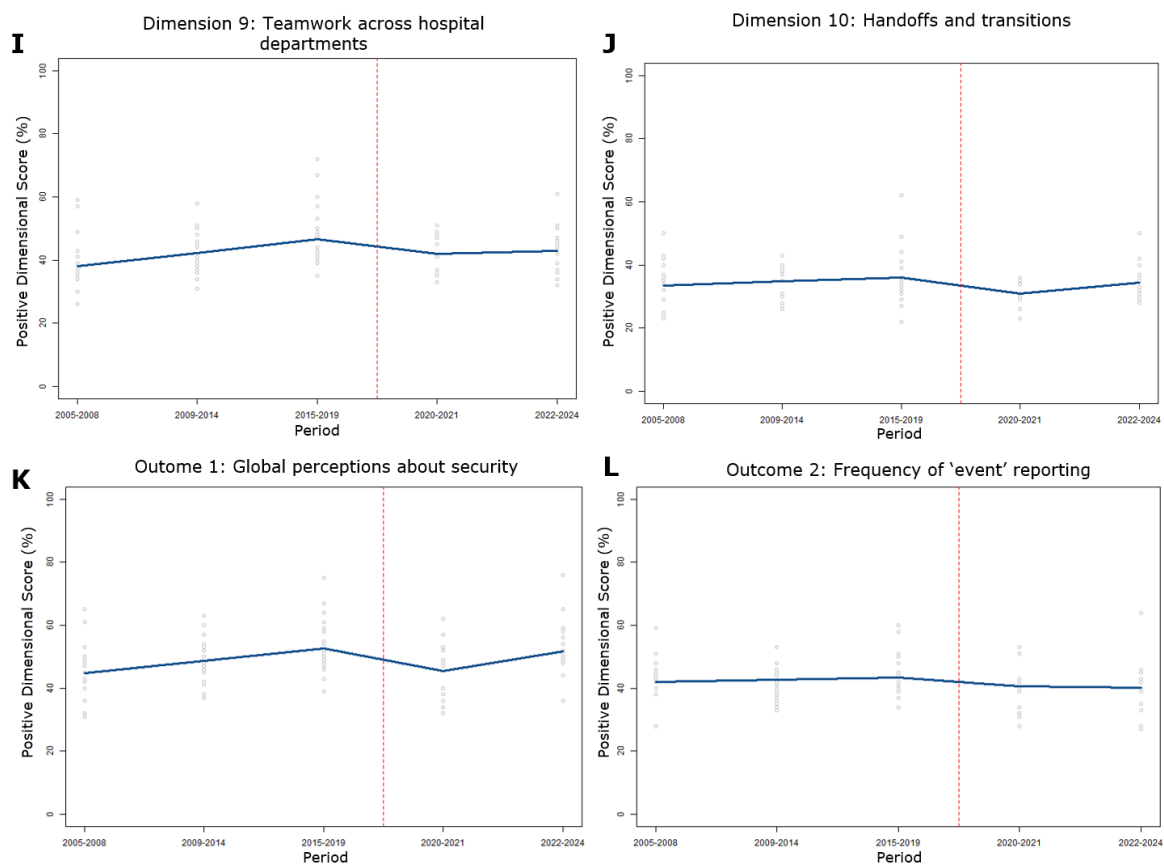 I
Dimension 9: Teamwork across hospital
departments
Positive Dimensional Score (%)
100
80
60
40
20
0
2005-2008 2009-2014 2015-2019 2020-2021 2022-2024
Period
J
Dimension 10: Handoffs and transitions
Positive Dimensional Score (%)
100
80
60
40
20
0
2005-2008 2009-2014 2015-2019 2020-2021 2022-2024
Period
K
Outome 1: Global perceptions about security
Positive Dimensional Score (%)
100
80
60
40
20
0
2005-2008 2009-2014 2015-2019 2020-2021 2022-2024
Period
L
Outcome 2: Frequency of ‘event’ reporting
Positive Dimensional Score (%)
100
80
60
40
20
0
2005-2008 2009-2014 2015-2019 2020-2021 2022-2024
Period